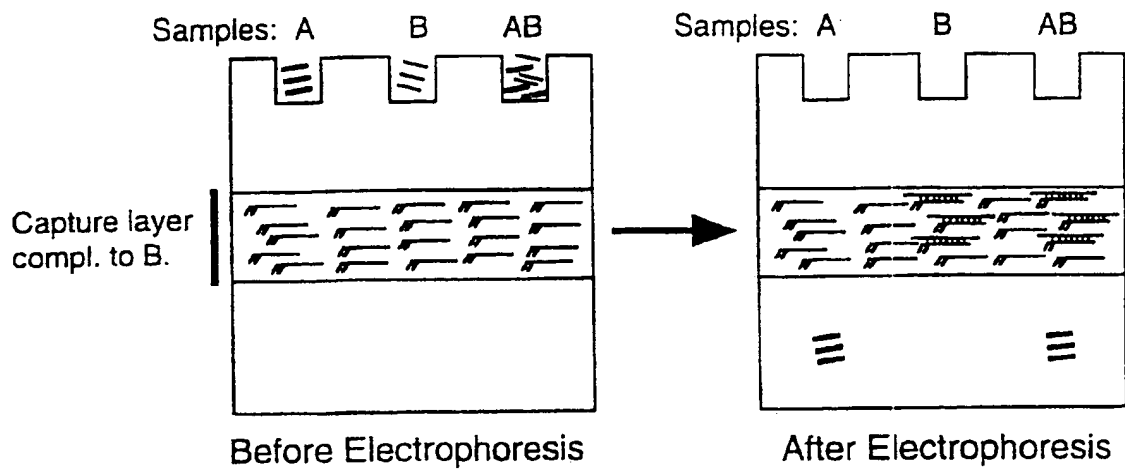 Samples: A B AB
Samples: A B AB
Capture layer
compl. to B.
Before Electrophoresis
After Electrophoresis